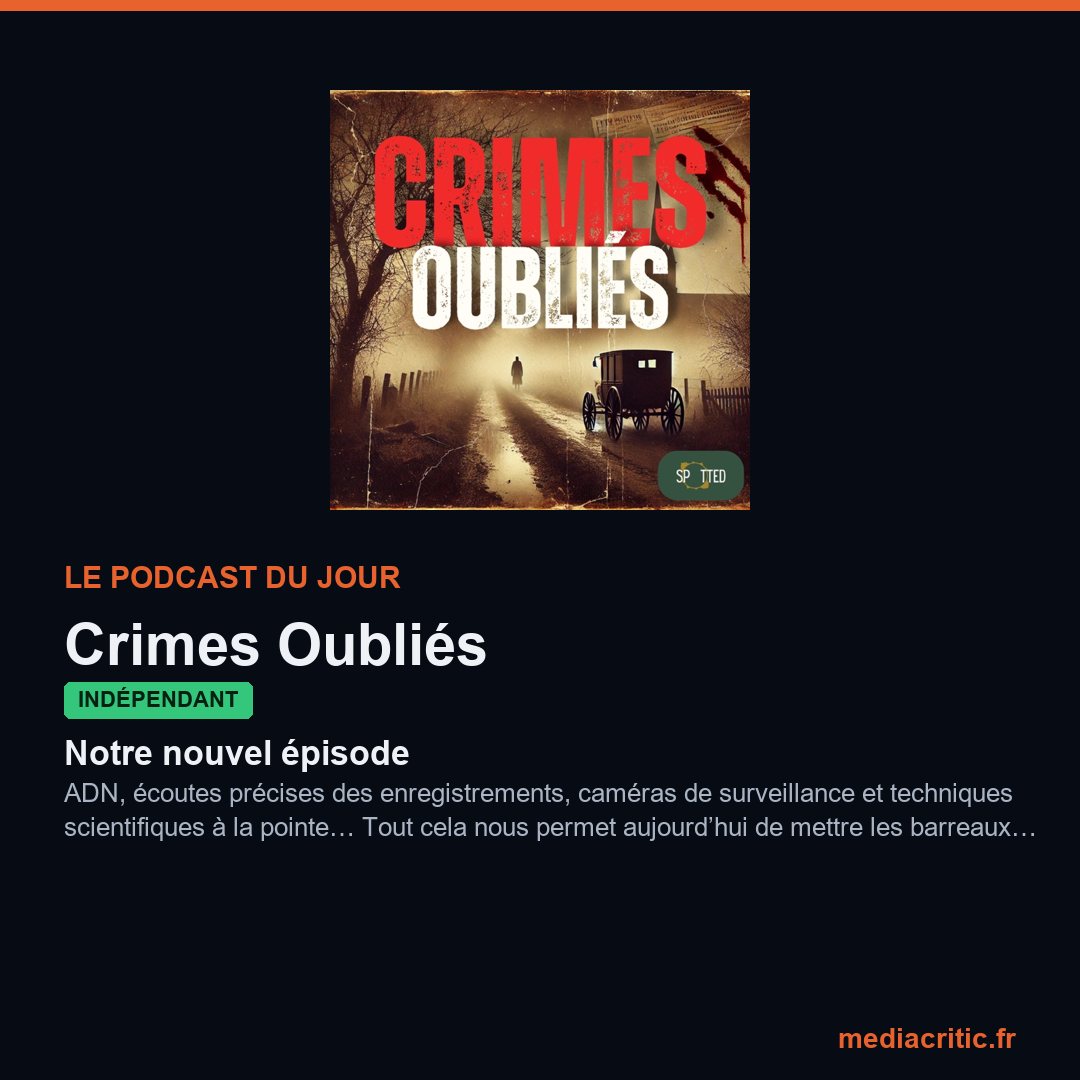 CRIMES
OUBLIÉS
SPOTTED
LE PODCAST DU JOUR
Crimes Oubliés
INDÉPENDANT
Notre nouvel épisode
ADN, écoutes précises des enregistrements, caméras de surveillance et techniques
scientifiques à la pointe… Tout cela nous permet aujourd’hui de mettre les barreaux…
mediacritic.fr